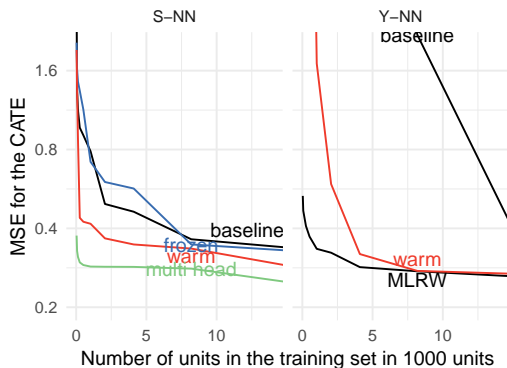 S−NN
Y−NN
MSE for the CATE
1.6
0.8
0.4
0.2
baseline
frozen
warm
multi head
baseline
warm
MLRW
0 5 10 0 5 10
Number of units in the training set in 1000 units